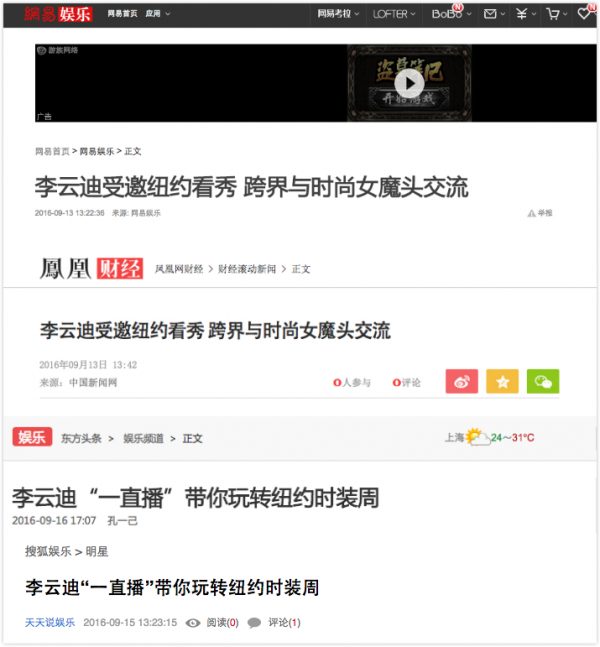 網易 娱乐 网易首页 应用 网易考拉 LOFTER BoBo N N
游族网络
盗墓笔记
开始游戏
广告
网易首页 > 网易娱乐 > 正文
李云迪受邀纽约看秀 跨界与时尚女魔头交流
2016-09-13 13:22:36 来源: 网易娱乐 举报
鳳凰 财经 凤凰网财经 > 财经滚动新闻 > 正文
李云迪受邀纽约看秀 跨界与时尚女魔头交流
2016年09月13日 13:42
来源：中国新闻网 0人参与 0评论
娱乐 东方头条 > 娱乐频道 > 正文 上海 24～31℃
李云迪“一直播”带你玩转纽约时装周
2016-09-16 17:07 孔一己
搜狐娱乐 > 明星
李云迪“一直播”带你玩转纽约时装周
天天说娱乐 2016-09-15 13:23:15 阅读(0) 评论(1)